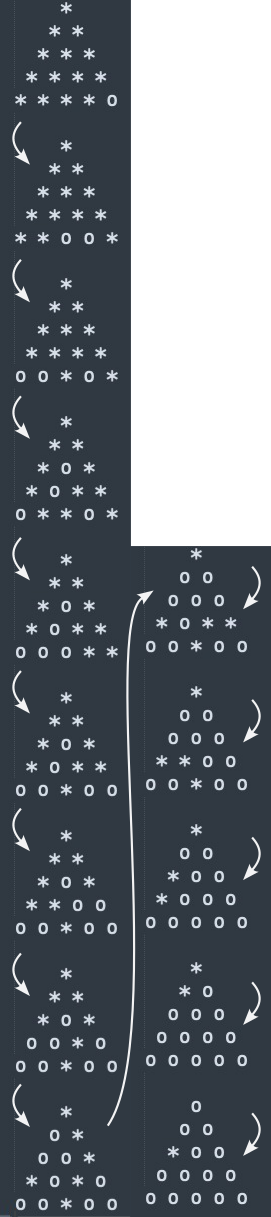 *
* *
* * *
* * * *
* * * * o
*
* *
* * *
* * * *
* * o o *
*
* *
* * *
* * * *
o o * o *
*
* *
* o *
* o * *
o * * o *
*
* *
* o *
* o * *
o o o * *
*
* *
* o *
* o * *
o o * o o
*
* *
* o *
* * o o
o o * o o
*
* *
* o *
o o * o
o o * o o
*
o *
o o *
* o * o
o o * o o
*
o o
o o o
* o * *
o o * o o
*
o o
o o o
* * o o
o o * o o
*
o o
* o o
* o o o
o o o o o
*
* o
o o o
o o o o
o o o o o
o
o o
* o o
o o o o
o o o o o